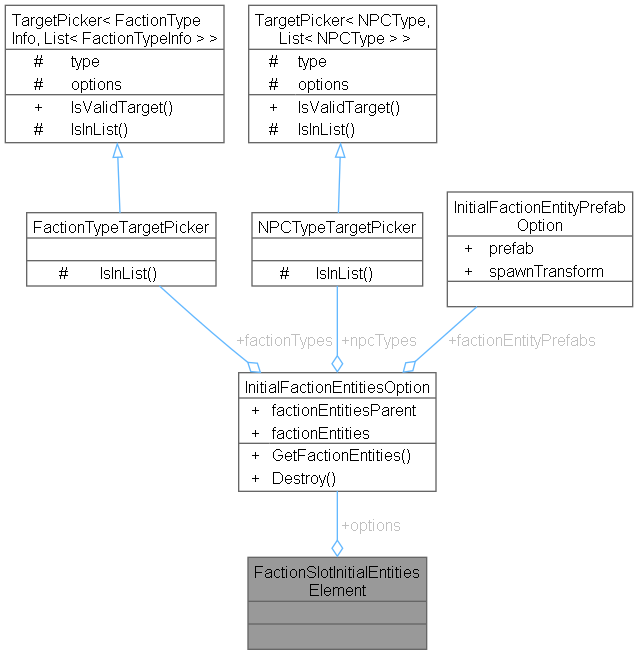 TargetPicker< FactionType
Info, List< FactionTypeInfo > >
# type
# options
+ IsValidTarget()
# IsInList()
TargetPicker< NPCType,
List< NPCType > >
# type
# options
+ IsValidTarget()
# IsInList()
FactionTypeTargetPicker
# IsInList()
NPCTypeTargetPicker
# IsInList()
InitialFactionEntityPrefab
Option
+ prefab
+ spawnTransform
+factionTypes
+npcTypes
+factionEntityPrefabs
InitialFactionEntitiesOption
+ factionEntitiesParent
+ factionEntities
+ GetFactionEntities()
+ Destroy()
+options
FactionSlotInitialEntities
Element